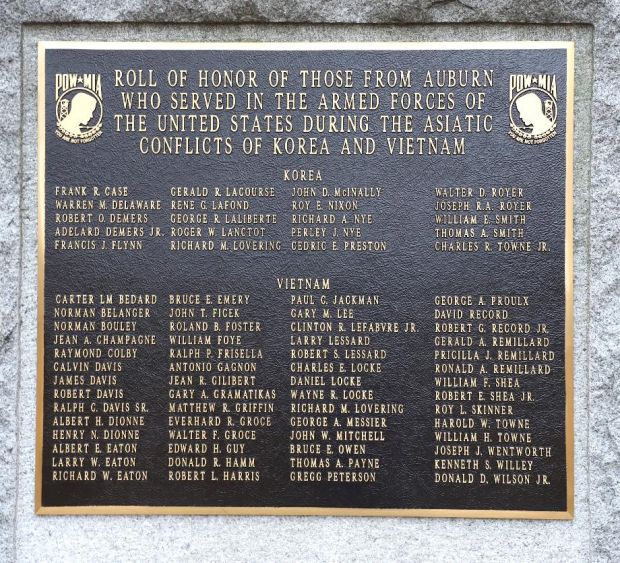 POW★MIA
ROLL OF HONOR OF THOSE FROM AUBURN
WHO SERVED IN THE ARMED FORCES OF
THE UNITED STATES DURING THE ASIATIC
CONFLICTS OF KOREA AND VIETNAM
POW★MIA
KOREA
FRANK R. CASE GERALD R. LACOURSE JOHN D. McINALLY WALTER D. ROYER
WARREN M. DELAWARE RENE G. LAFOND ROY E. NIXON JOSEPH R.A. ROYER
ROBERT O. DEMERS GEORGE R. LALIBERTE RICHARD A. NYE WILLIAM E. SMITH
ADELARD DEMERS JR. ROGER W. LANCTOT PERLEY J. NYE THOMAS A. SMITH
FRANCIS J. FLYNN RICHARD M. LOVERING CEDRIC E. PRESTON CHARLES R. TOWNE JR.
VIETNAM
CARTER LM BEDARD BRUCE E. EMERY PAUL C. JACKMAN GEORGE A. PROULX
NORMAN BELANGER JOHN T. FICEK GARY M. LEE DAVID RECORD
NORMAN BOULEY ROLAND B. FOSTER CLINTON R. LEFABVRE JR. ROBERT G. RECORD JR.
JEAN A. CHAMPAGNE WILLIAM FOYE LARRY LESSARD GERALD A. REMILLARD
RAYMOND COLBY RALPH P. FRISELLA ROBERT S. LESSARD PRICILLA J. REMILLARD
CALVIN DAVIS ANTONIO GAGNON CHARLES E. LOCKE RONALD A. REMILLARD
JAMES DAVIS JEAN R. GILIBERT DANIEL LOCKE WILLIAM F. SHEA
ROBERT DAVIS GARY A. GRAMATIKAS WAYNE R. LOCKE ROBERT E. SHEA JR.
RALPH C. DAVIS SR. MATTHEW R. GRIFFIN RICHARD M. LOVERING ROY L. SKINNER
ALBERT H. DIONNE EVERHARD R. GROCE GEORGE A. MESSIER HAROLD W. TOWNE
HENRY N. DIONNE WALTER F. GROCE JOHN W. MITCHELL WILLIAM H. TOWNE
ALBERT E. EATON EDWARD H. GUY BRUCE E. OWEN JOSEPH J. WENTWORTH
LARRY W. EATON DONALD R. HAMM THOMAS A. PAYNE KENNETH S. WILLEY
RICHARD W. EATON ROBERT L. HARRIS GREGG PETERSON DONALD D. WILSON JR.